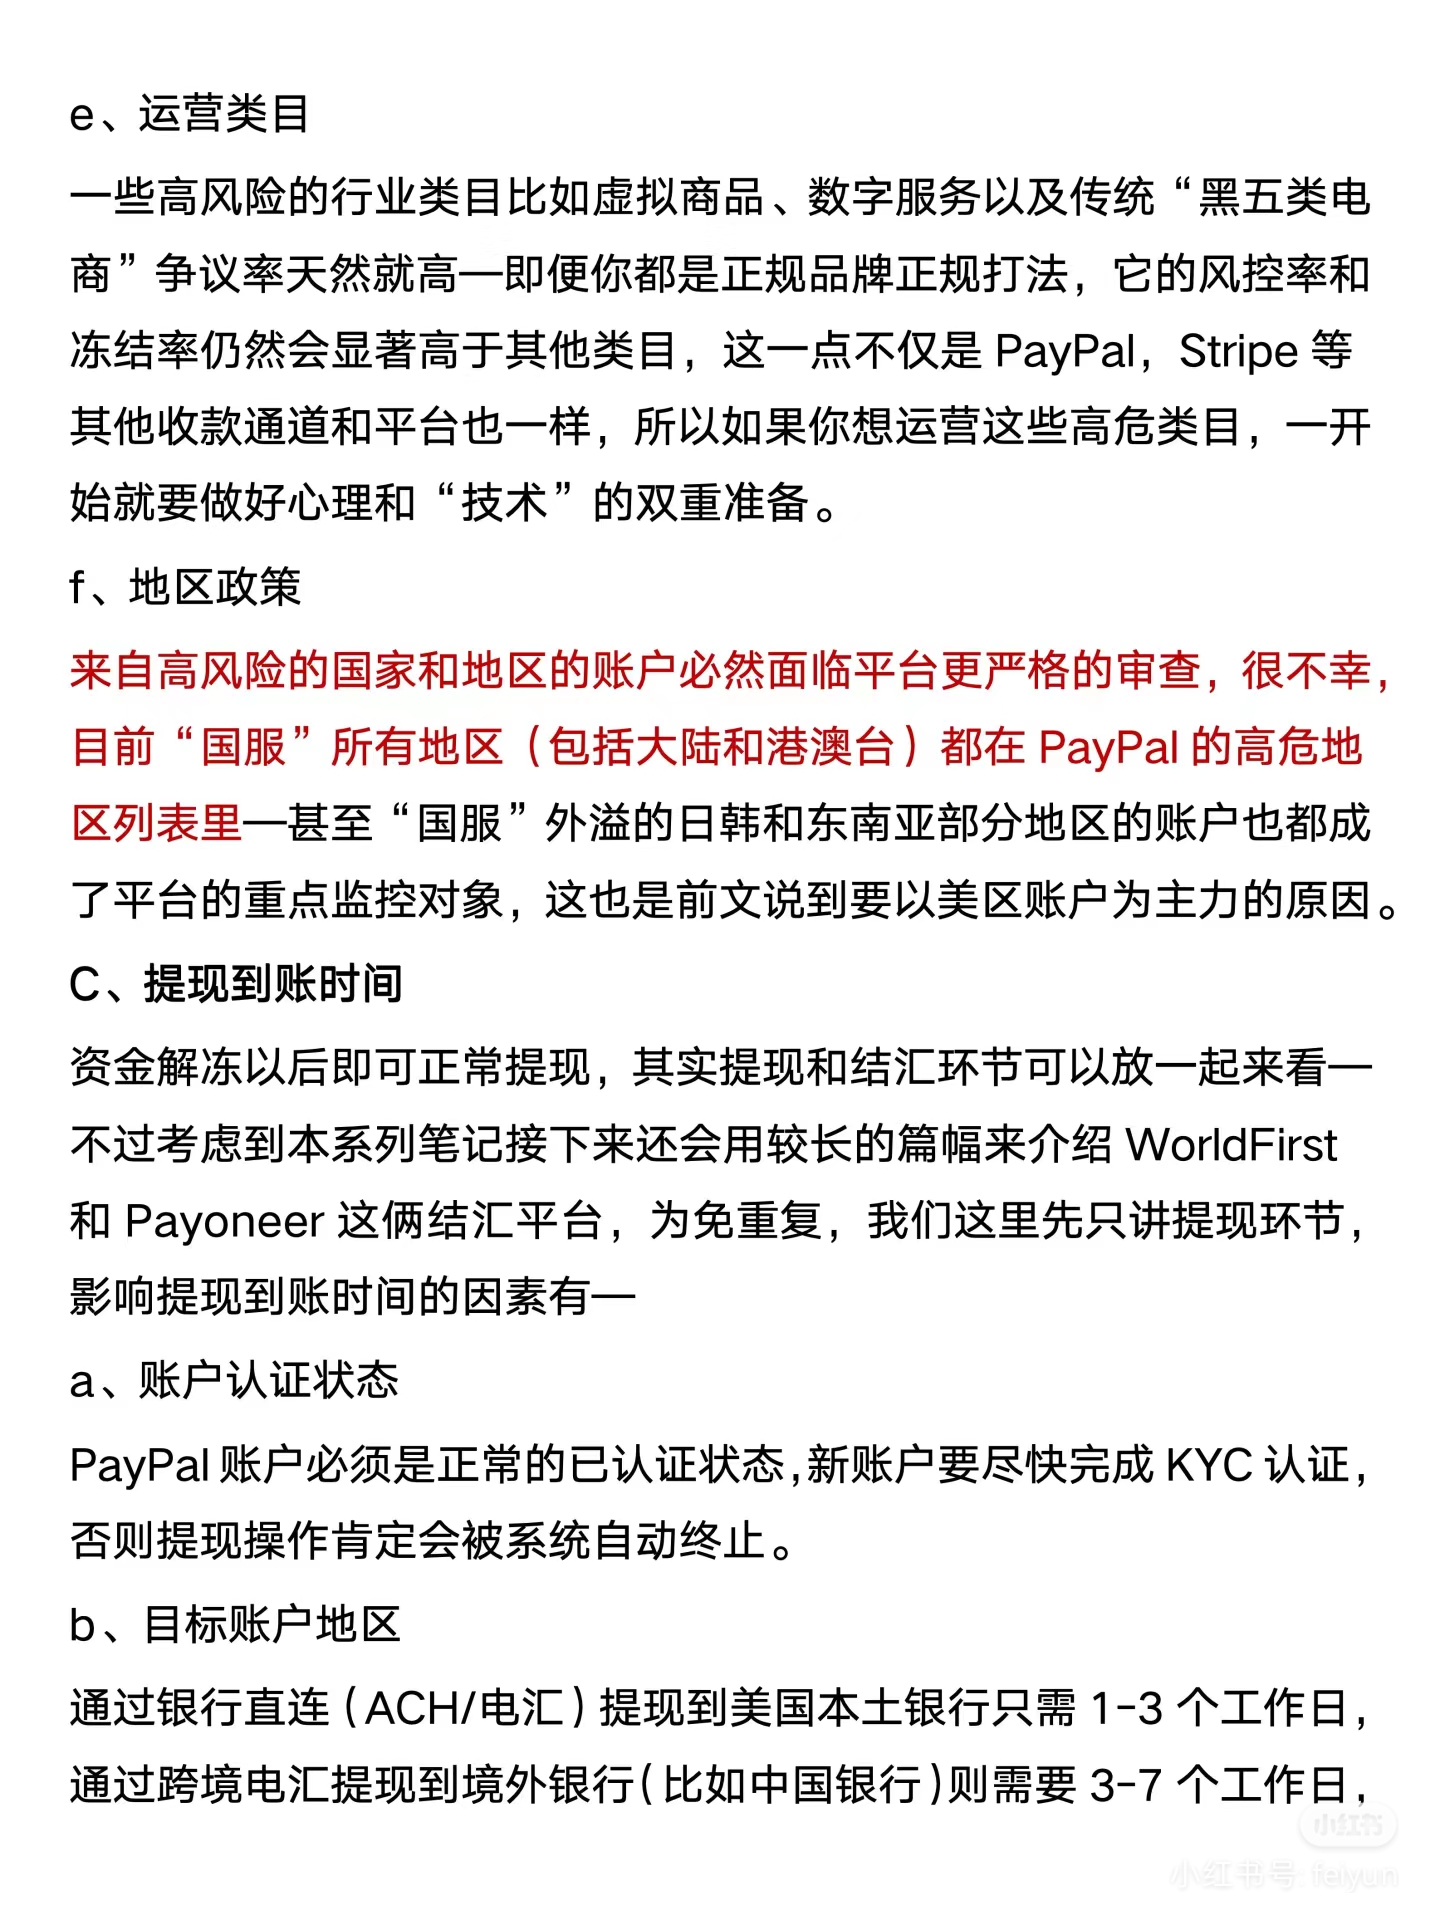 e、运营类目
一些高风险的行业类目比如虚拟商品、数字服务以及传统“黑五类电
商”争议率天然就高—即便你都是正规品牌正规打法，它的风控率和
冻结率仍然会显著高于其他类目，这一点不仅是 PayPal，Stripe 等
其他收款通道和平台也一样，所以如果你想运营这些高危类目，一开
始就要做好心理和“技术”的双重准备。
f、地区政策
来自高风险的国家和地区的账户必然面临平台更严格的审查，很不幸，
目前“国服”所有地区（包括大陆和港澳台）都在 PayPal 的高危地
区列表里—甚至“国服”外溢的日韩和东南亚部分地区的账户也都成
了平台的重点监控对象，这也是前文说到要以美区账户为主力的原因。
C、提现到账时间
资金解冻以后即可正常提现，其实提现和结汇环节可以放一起来看—
不过考虑到本系列笔记接下来还会用较长的篇幅来介绍 WorldFirst
和 Payoneer 这俩结汇平台，为免重复，我们这里先只讲提现环节，
影响提现到账时间的因素有—
a、账户认证状态
PayPal 账户必须是正常的已认证状态,新账户要尽快完成 KYC 认证，
否则提现操作肯定会被系统自动终止。
b、目标账户地区
通过银行直连（ACH/电汇）提现到美国本土银行只需 1-3 个工作日，
通过跨境电汇提现到境外银行(比如中国银行)则需要 3-7 个工作日，
小红书
小红书号: feiyun